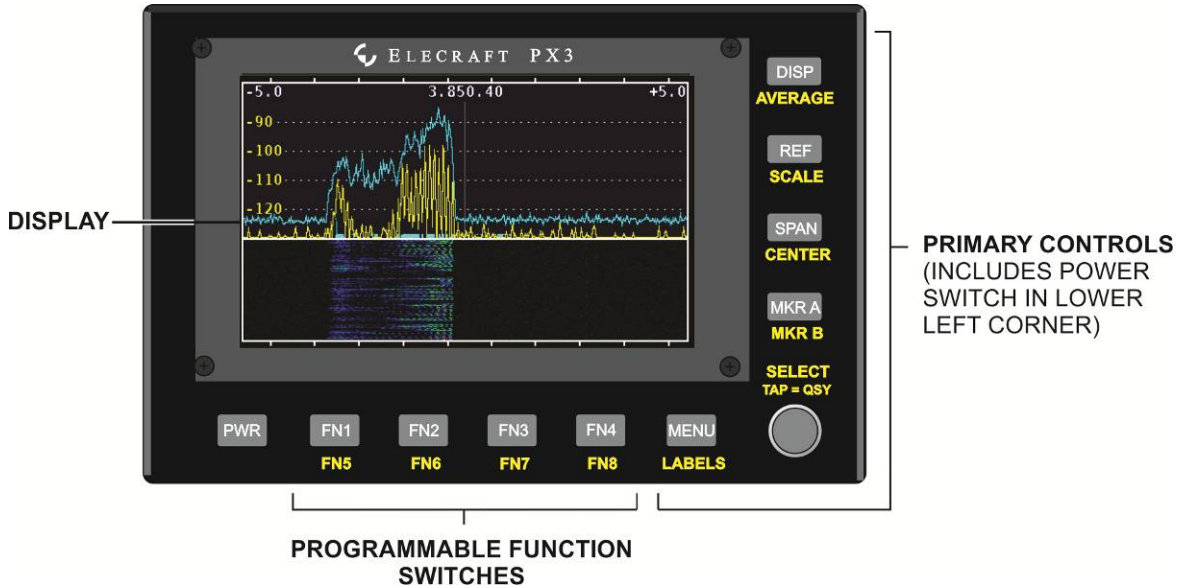 ELECRAFT PX3
-5.0 3.850.40 +5.0
-90
-100
-110
-120
DISP
AVERAGE
REF
SCALE
SPAN
CENTER
MKR A
MKR B
SELECT
TAP = QSY
PWR FN1 FN2 FN3 FN4 MENU
FN5 FN6 FN7 FN8 LABELS
DISPLAY
PRIMARY CONTROLS
(INCLUDES POWER
SWITCH IN LOWER
LEFT CORNER)
PROGRAMMABLE FUNCTION
SWITCHES